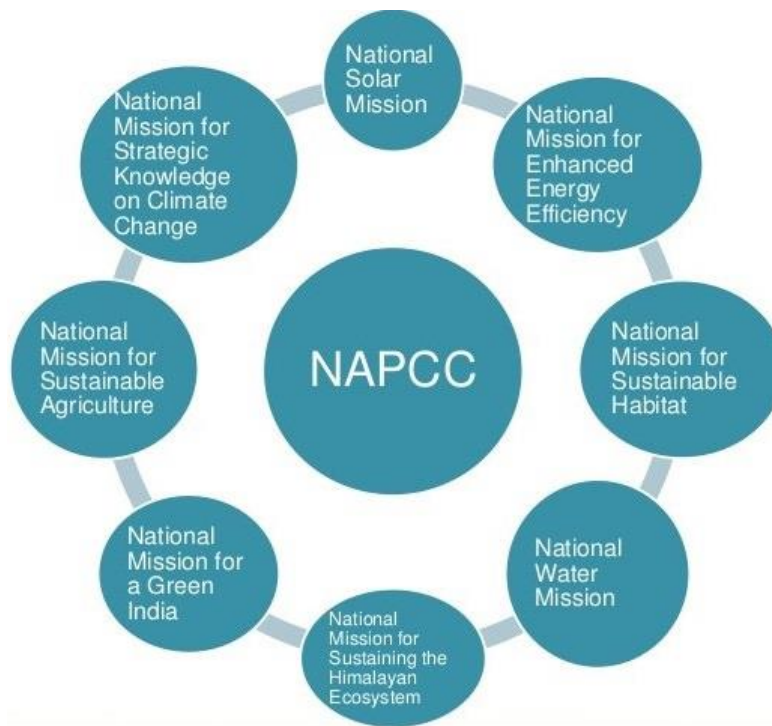 National
Solar
Mission
National
Mission for
Enhanced
Energy
Efficiency
National
Mission for
Sustainable
Habitat
National
Water
Mission
National
Mission for
Sustaining the
Himalayan
Ecosystem
National
Mission for
a Green
India
National
Mission for
Sustainable
Agriculture
National
Mission for
Strategic
Knowledge
on Climate
Change
NAPCC